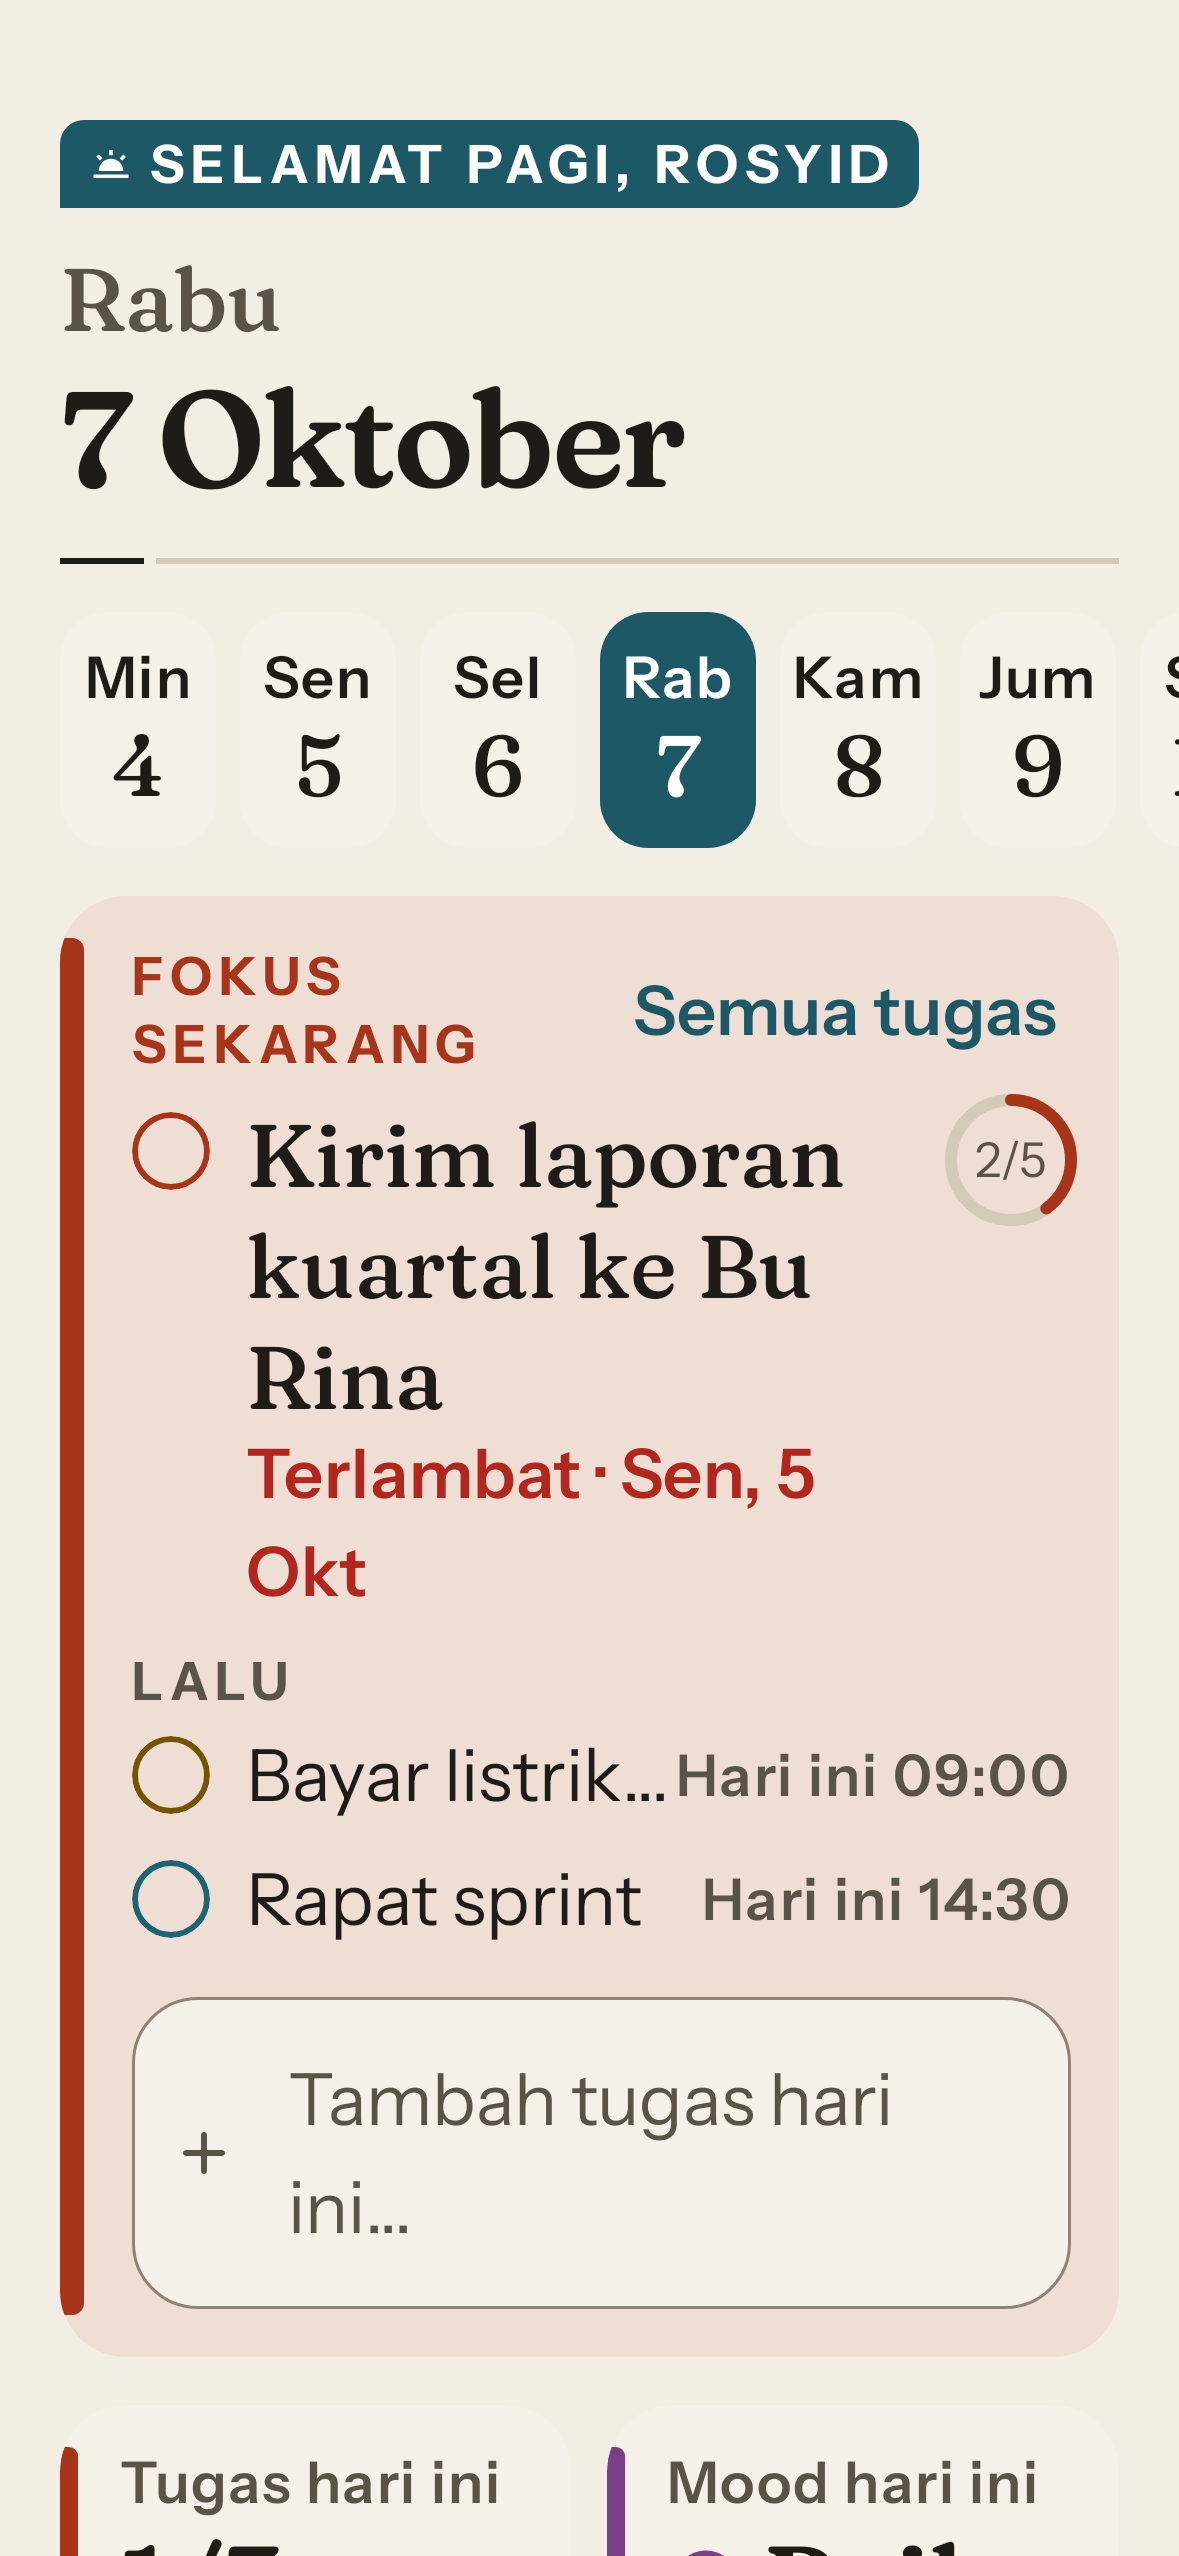 SELAMAT PAGI, ROSYID
Rabu
7 Oktober
Min Sen Sel Rab Kam Jum
4 5 6 7 8 9
FOKUS
SEKARANG
Semua tugas
Kirim laporan
kuartal ke Bu
Rina
2/5
Terlambat · Sen, 5
Okt
LALU
Bayar listrik... Hari ini 09:00
Rapat sprint Hari ini 14:30
+ Tambah tugas hari
ini...
Tugas hari ini
Mood hari ini